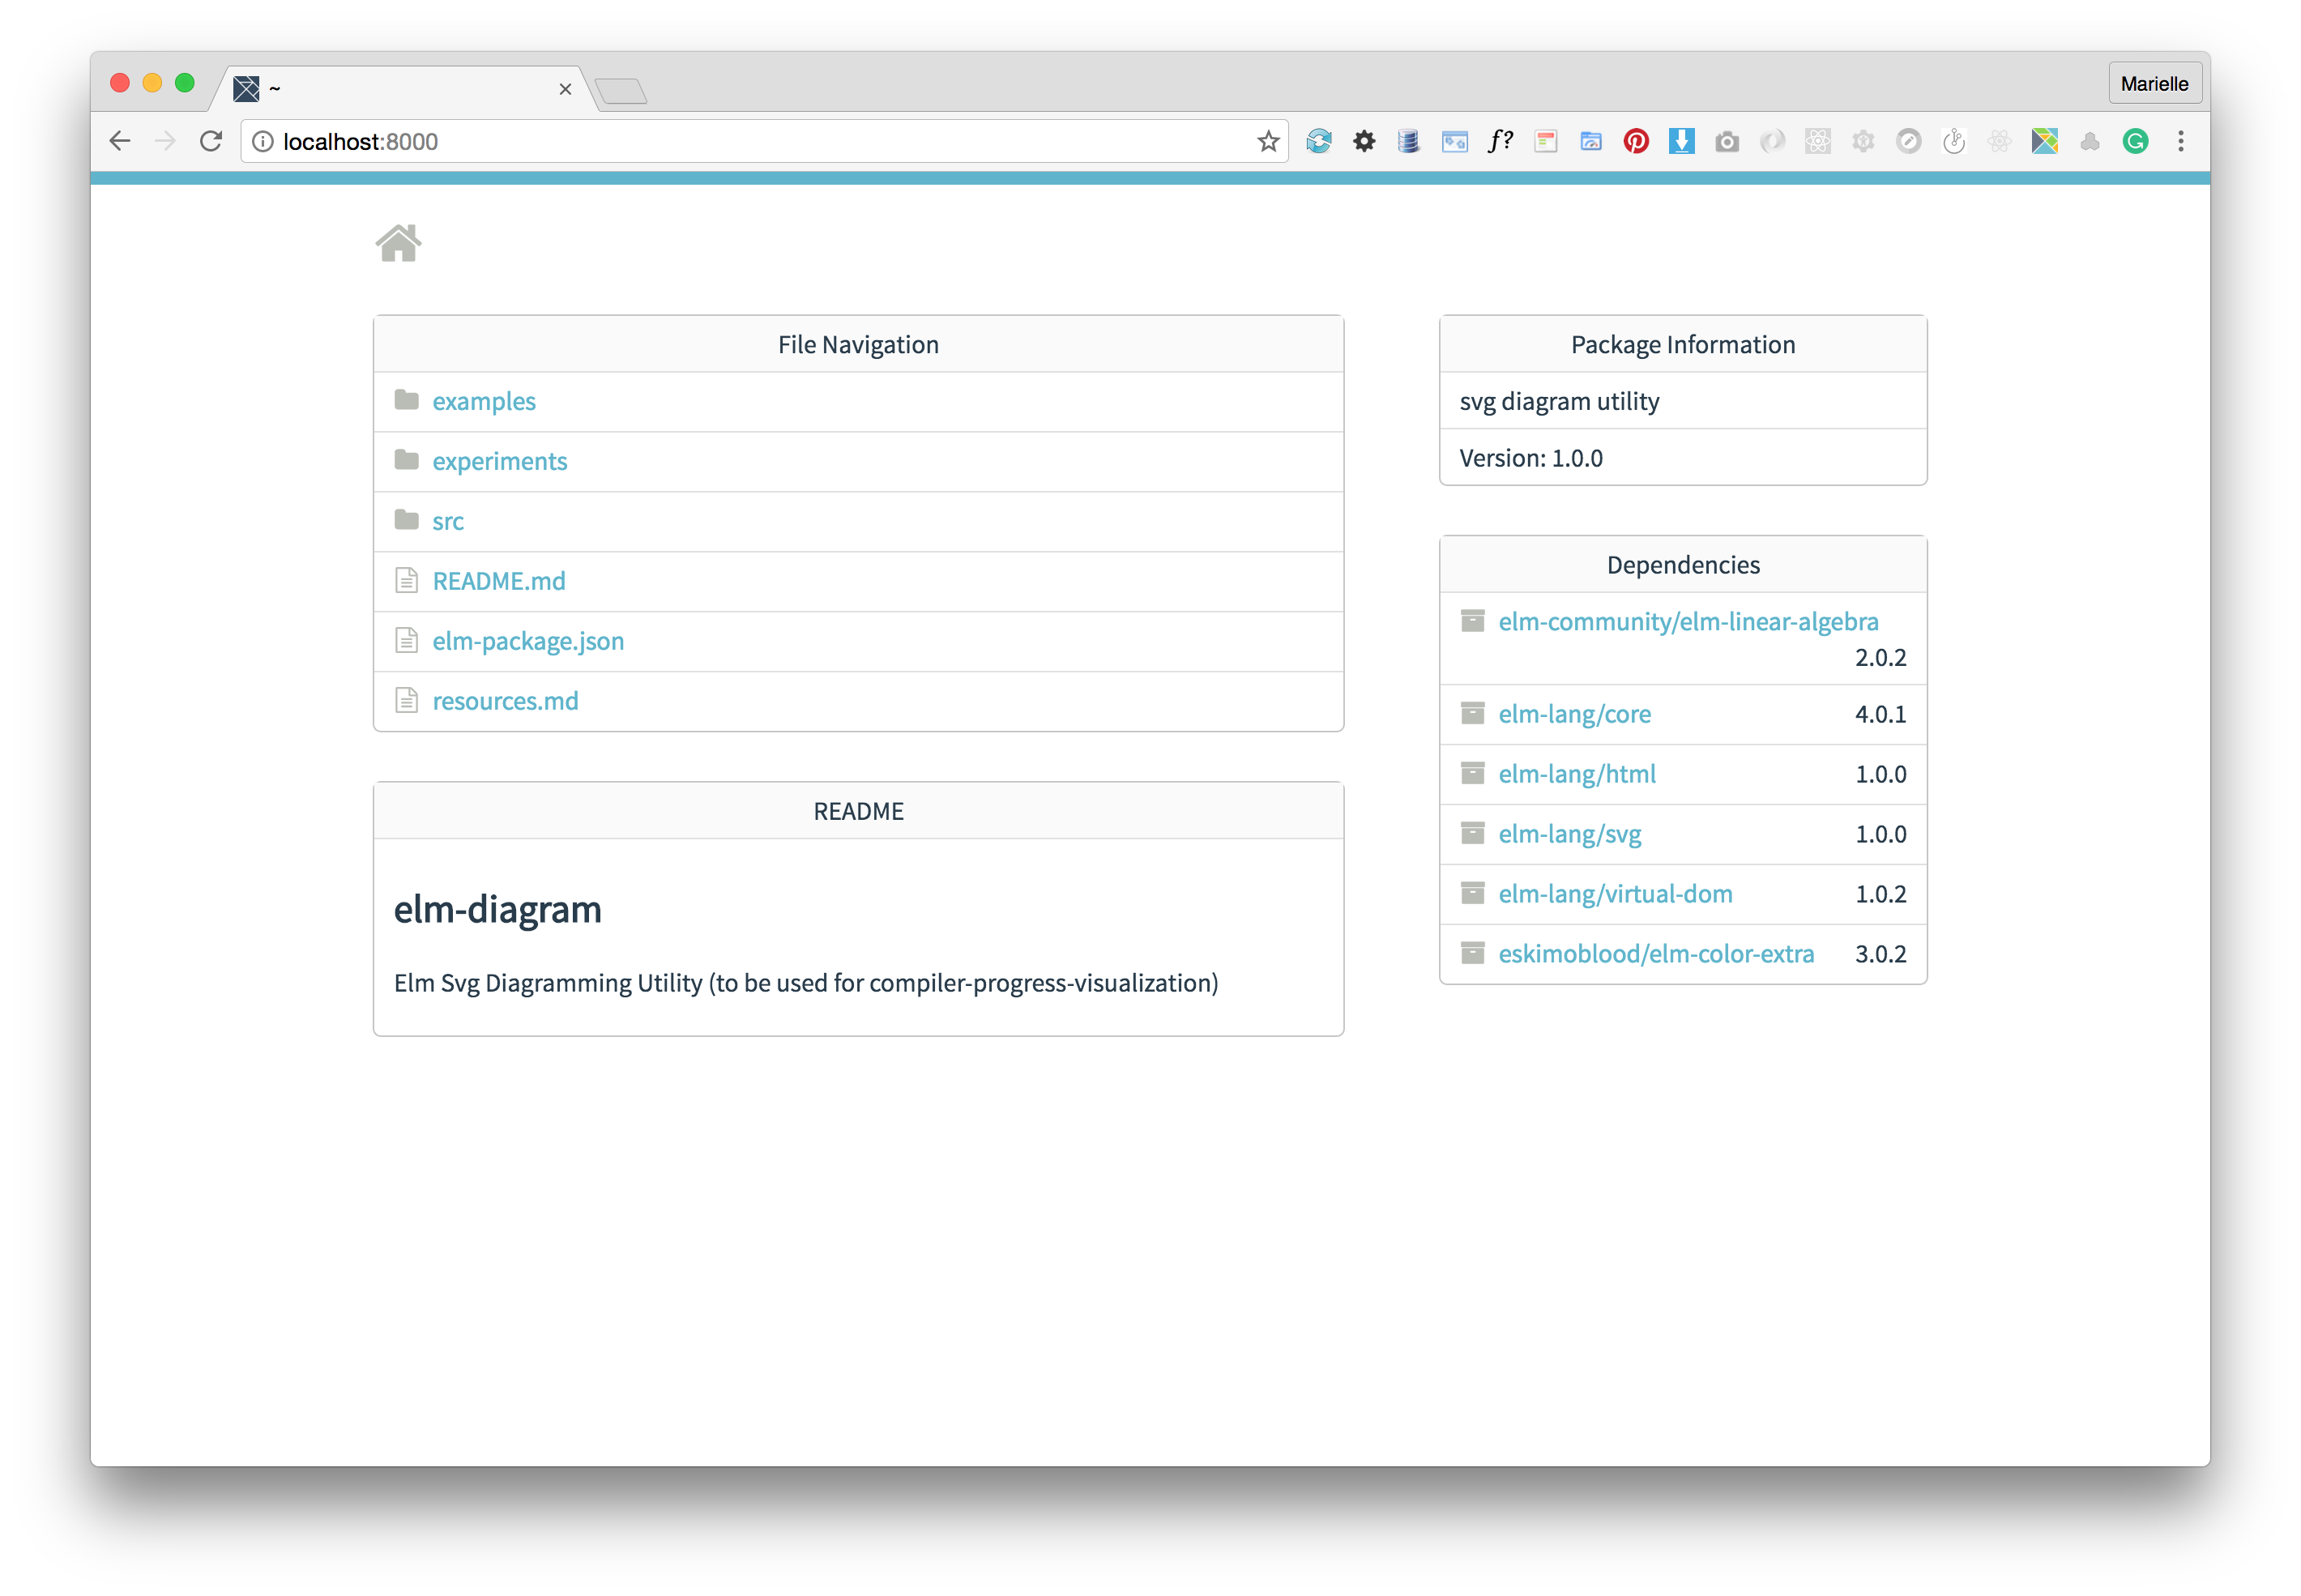 ~
Marielle
localhost:8000
f?
File Navigation
examples
experiments
src
README.md
elm-package.json
resources.md
README
elm-diagram
Elm Svg Diagramming Utility (to be used for compiler-progress-visualization)
Package Information
svg diagram utility
Version: 1.0.0
Dependencies
elm-community/elm-linear-algebra
2.0.2
elm-lang/core 4.0.1
elm-lang/html 1.0.0
elm-lang/svg 1.0.0
elm-lang/virtual-dom 1.0.2
eskimoblood/elm-color-extra 3.0.2